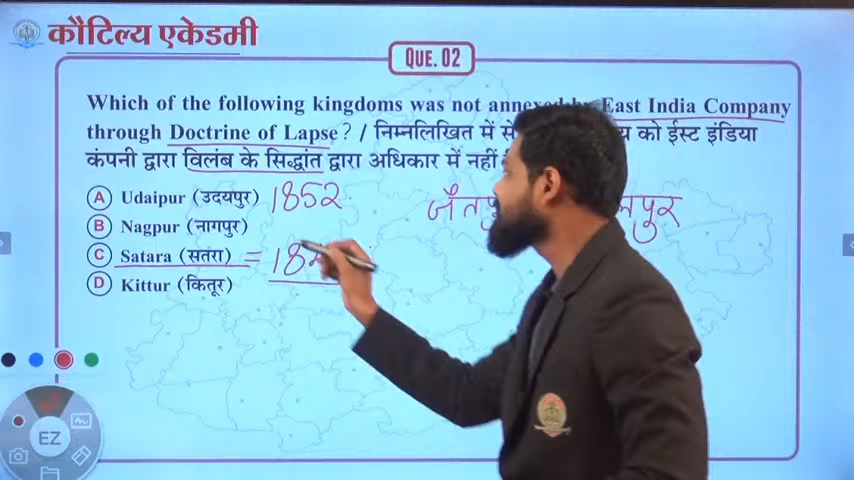 कौटिल्य एकेडमी
QUE. 02
Which of the following kingdoms was not annexed by East India Company
through Doctrine of Lapse? / निम्नलिखित में से को ईस्ट इंडिया
कंपनी द्वारा विलंब के सिद्धांत द्वारा अधिकार में नहीं
A Udaipur (उदयपुर) 1852
B Nagpur (नागपुर)
C Satara (सतरा) =
D Kittur (कितूर)
EZ